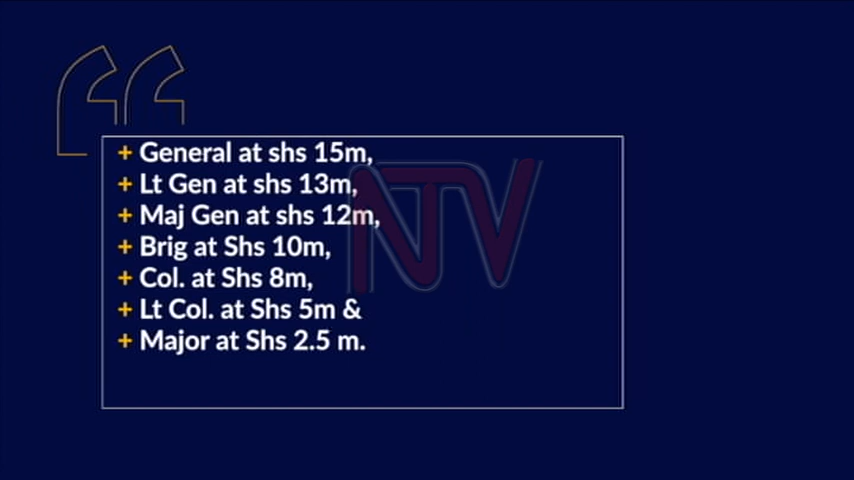 + General at shs 15m,
+ Lt Gen at shs 13m,
+ Maj Gen at shs 12m,
+ Brig at Shs 10m,
+ Col. at Shs 8m,
+ Lt Col. at Shs 5m &
+ Major at Shs 2.5 m.
NTV